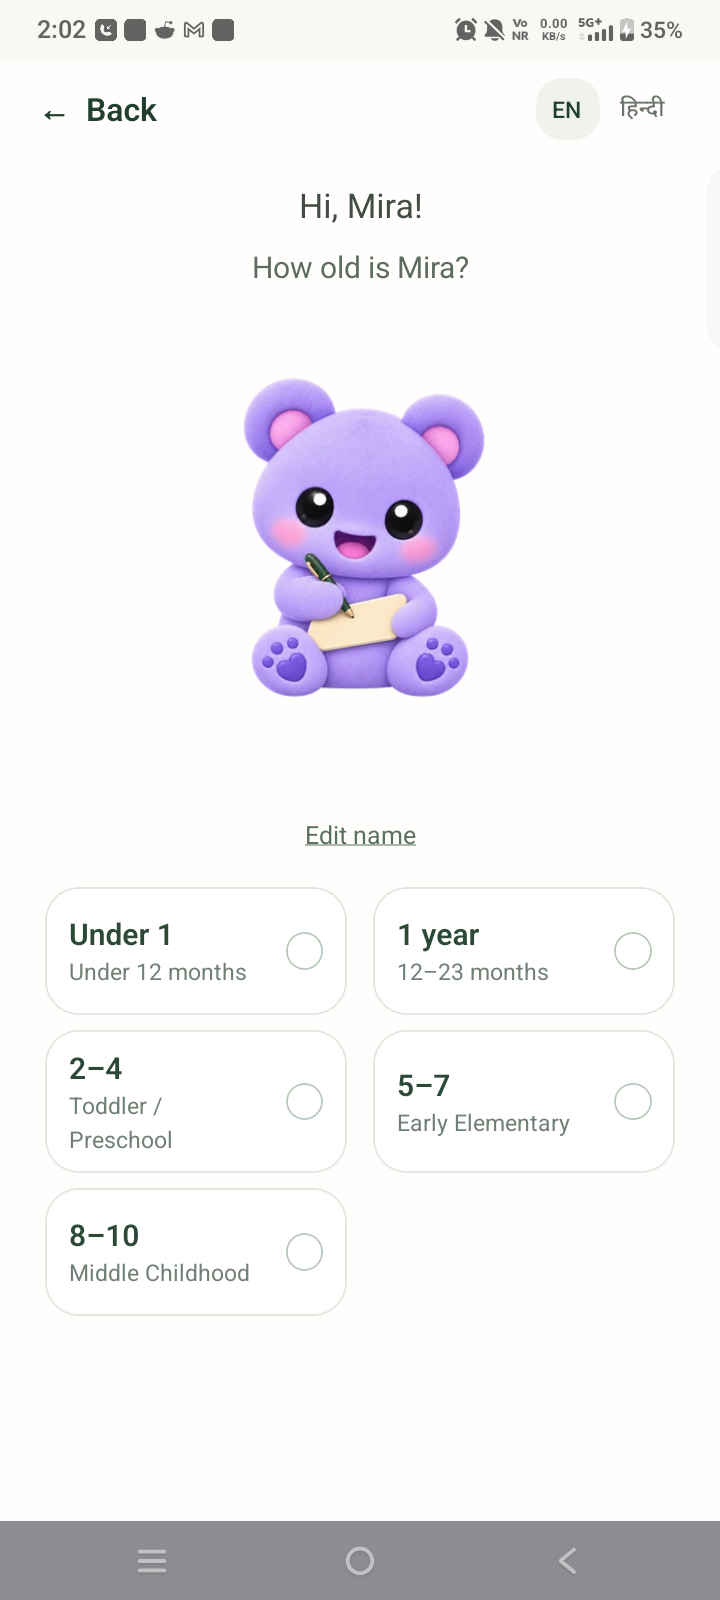 2:02
Vo NR 0.00 KB/s 5G+ 35%
← Back
EN हिन्दी
Hi, Mira!
How old is Mira?
Edit name
Under 1
Under 12 months
1 year
12–23 months
2–4
Toddler /
Preschool
5–7
Early Elementary
8–10
Middle Childhood